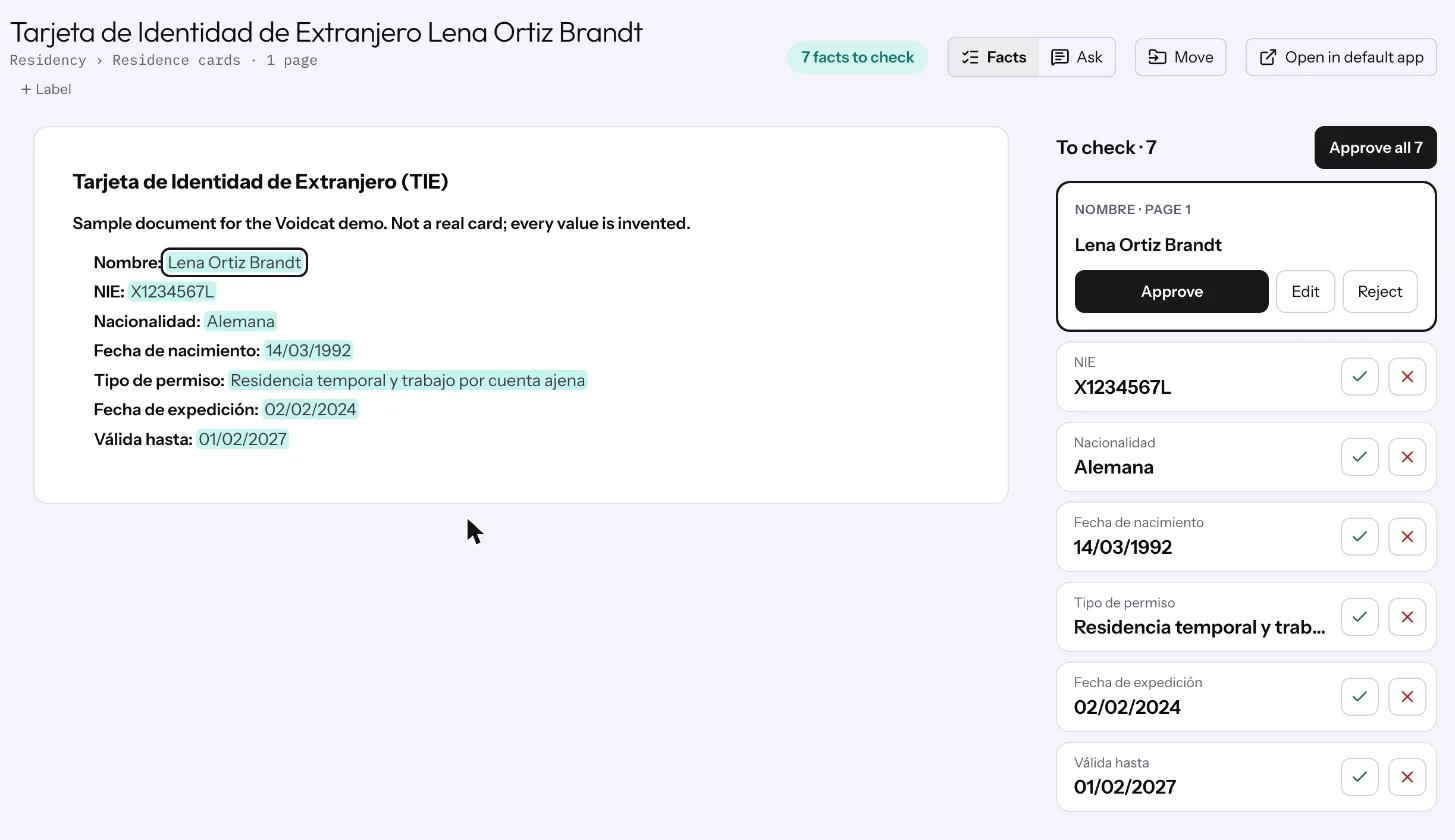 Tarjeta de Identidad de Extranjero Lena Ortiz Brandt
Residency › Residence cards · 1 page
+ Label
7 facts to check
Facts
Ask
Move
Open in default app
Tarjeta de Identidad de Extranjero (TIE)
Sample document for the Voidcat demo. Not a real card; every value is invented.
Nombre: Lena Ortiz Brandt
NIE: X1234567L
Nacionalidad: Alemana
Fecha de nacimiento: 14/03/1992
Tipo de permiso: Residencia temporal y trabajo por cuenta ajena
Fecha de expedición: 02/02/2024
Válida hasta: 01/02/2027
To check · 7
Approve all 7
NOMBRE · PAGE 1
Lena Ortiz Brandt
Approve
Edit
Reject
NIE
X1234567L
Nacionalidad
Alemana
Fecha de nacimiento
14/03/1992
Tipo de permiso
Residencia temporal y trab...
Fecha de expedición
02/02/2024
Válida hasta
01/02/2027